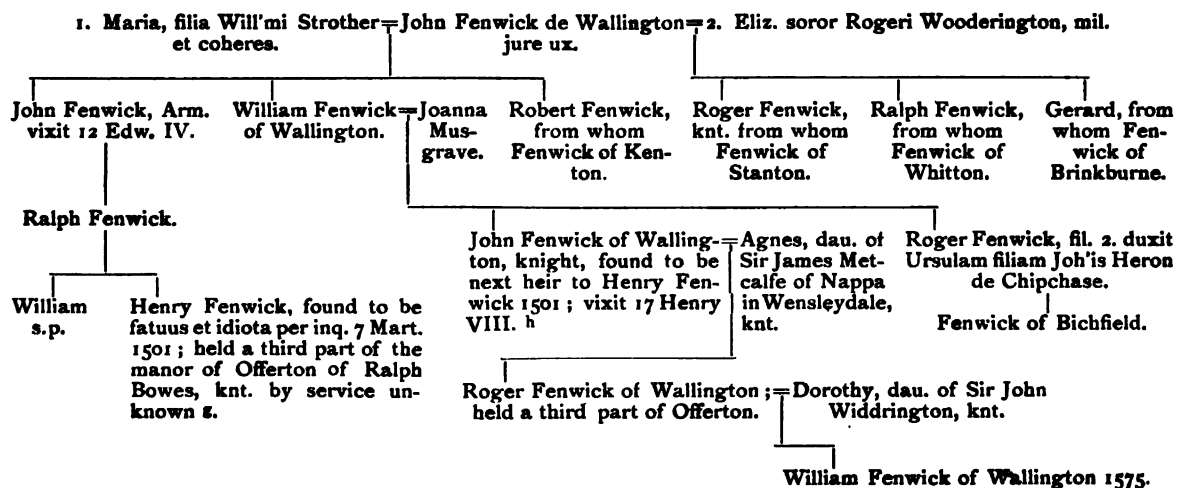 1. Maria, filia Will'mi Strother=John Fenwick de Wallington=2. Eliz. soror Rogeri Wooderington, mil.
et coheres. jure ux.
John Fenwick, Arm.
vixit 12 Edw. IV.
William Fenwick=Joanna
of Wallington. Mus-
grave.
Robert Fenwick,
from whom
Fenwick of Ken-
ton.
Roger Fenwick,
knt. from whom
Fenwick of
Stanton.
Ralph Fenwick,
from whom
Fenwick of
Whitton.
Gerard, from
whom Fen-
wick of
Brinkburne.
Ralph Fenwick.
John Fenwick of Walling-=Agnes, dau. of
ton, knight, found to be Sir James Met-
next heir to Henry Fen- calfe of Nappa
wick 1501 ; vixit 17 Henry in Wensleydale,
VIII. h knt.
Roger Fenwick, fil. 2. duxit
Ursulam filiam Joh'is Heron
de Chipchase.
Fenwick of Bichfield.
William
s.p.
Henry Fenwick, found to be
fatuus et idiota per inq. 7 Mart.
1501 ; held a third part of the
manor of Offerton of Ralph
Bowes, knt. by service un-
known g.
Roger Fenwick of Wallington ;=Dorothy, dau. of Sir John
held a third part of Offerton. Widdrington, knt.
William Fenwick of Wallington 1575.